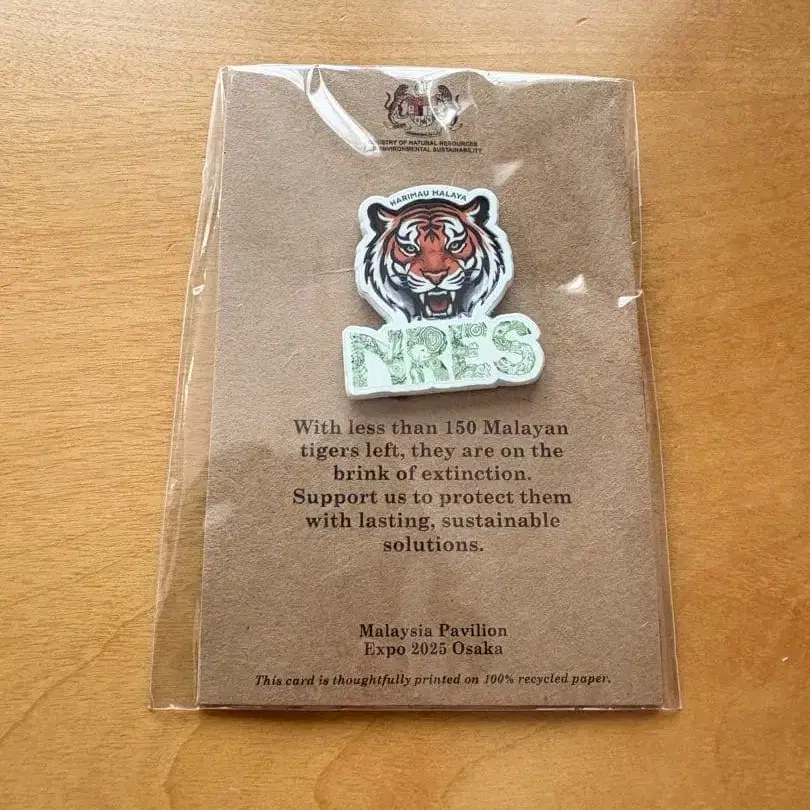 MINISTRY OF NATURAL RESOURCES
ENVIRONMENTAL SUSTAINABILITY
HARIMAU MALAYA
NRES
With less than 150 Malayan
tigers left, they are on the
brink of extinction.
Support us to protect them
with lasting, sustainable
solutions.
Malaysia Pavilion
Expo 2025 Osaka
This card is thoughtfully printed on 100% recycled paper.